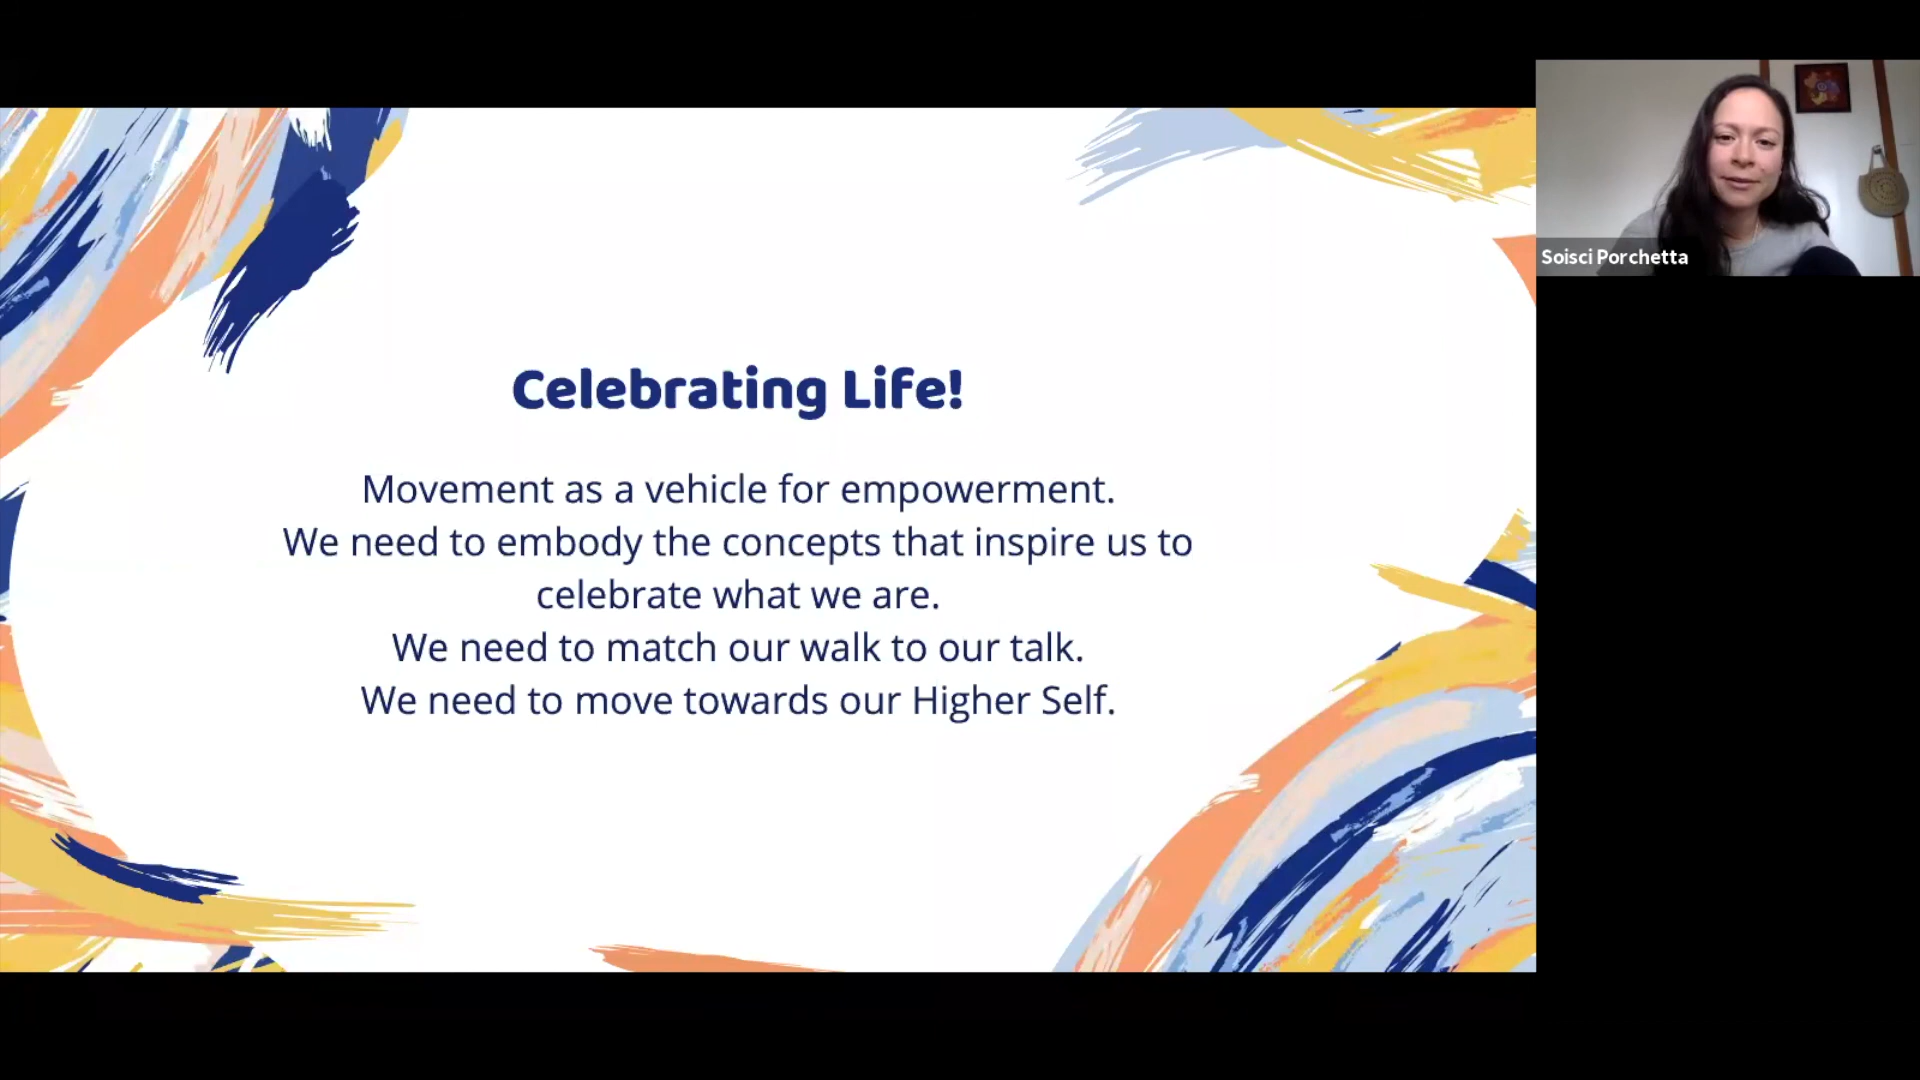 Celebrating Life!
Movement as a vehicle for empowerment.
We need to embody the concepts that inspire us to
celebrate what we are.
We need to match our walk to our talk.
We need to move towards our Higher Self.
Soisci Porchetta